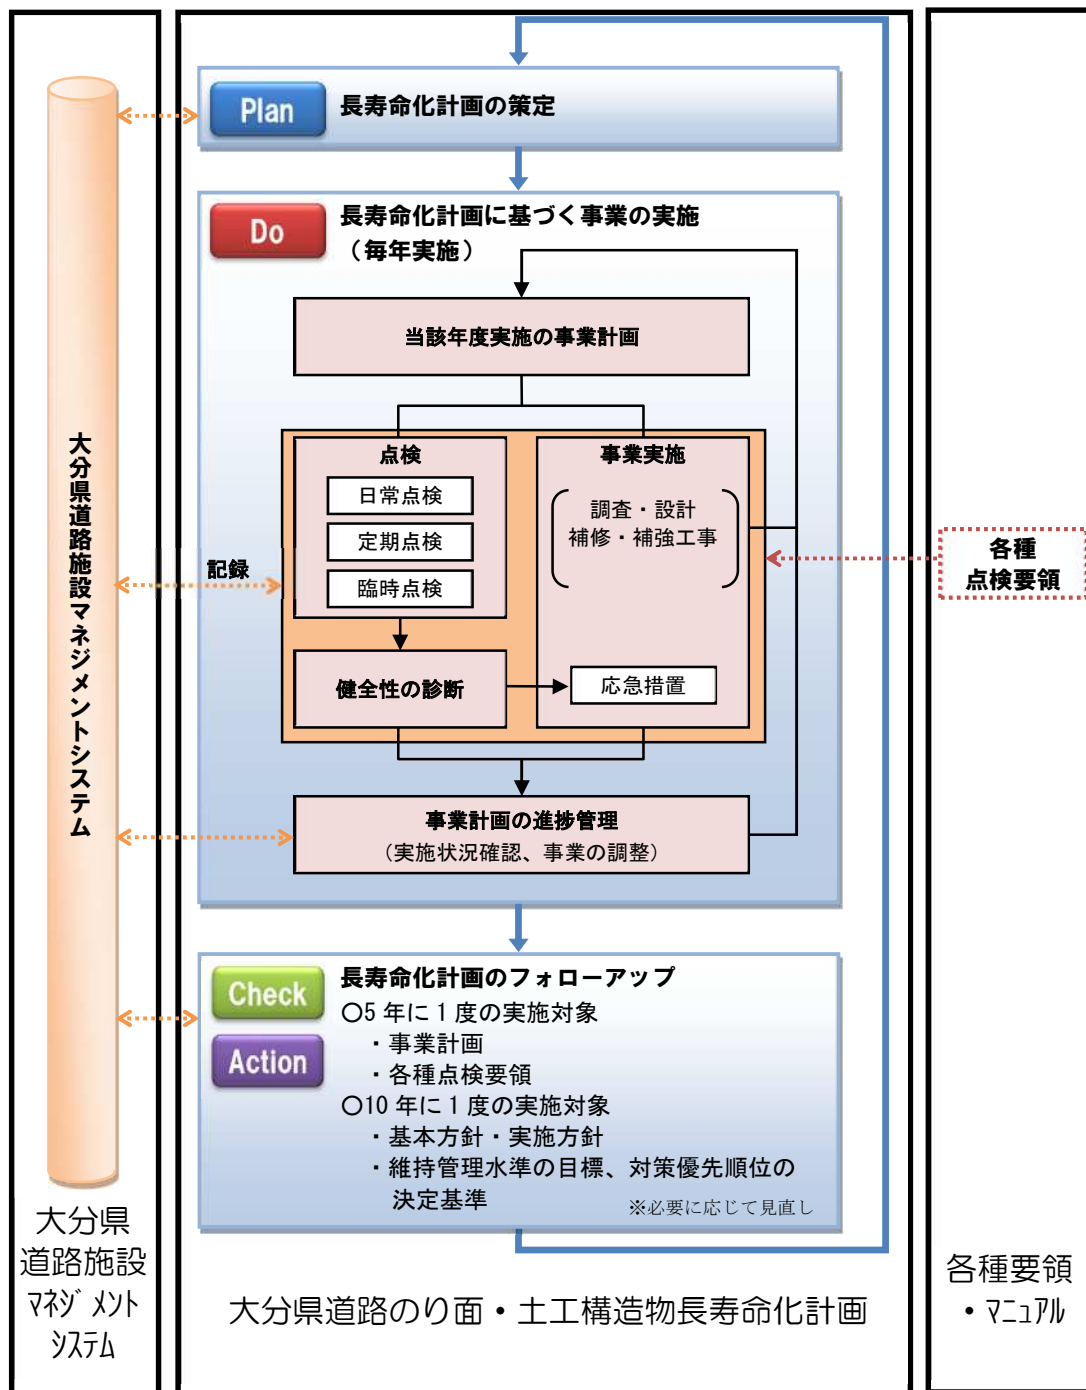 Plan
長寿命化計画の策定
Do
長寿命化計画に基づく事業の実施
（毎年実施）
当該年度実施の事業計画
点検
日常点検
定期点検
臨時点検
健全性の診断
事業実施
調査・設計
補修・補強工事
応急措置
記録
事業計画の進捗管理
（実施状況確認、事業の調整）
Check
Action
長寿命化計画のフォローアップ
〇5年に1度の実施対象
・事業計画
・各種点検要領
〇10年に1度の実施対象
・基本方針・実施方針
・維持管理水準の目標、対策優先順位の
決定基準
※必要に応じて見直し
大分県道路施設マネジメントシステム
各種
点検要領
大分県
道路施設
ﾏﾈｼﾞﾒﾝﾄ
ｼｽﾃﾑ
大分県道路のり面・土工構造物長寿命化計画
各種要領
・ﾏﾆｭｱﾙ